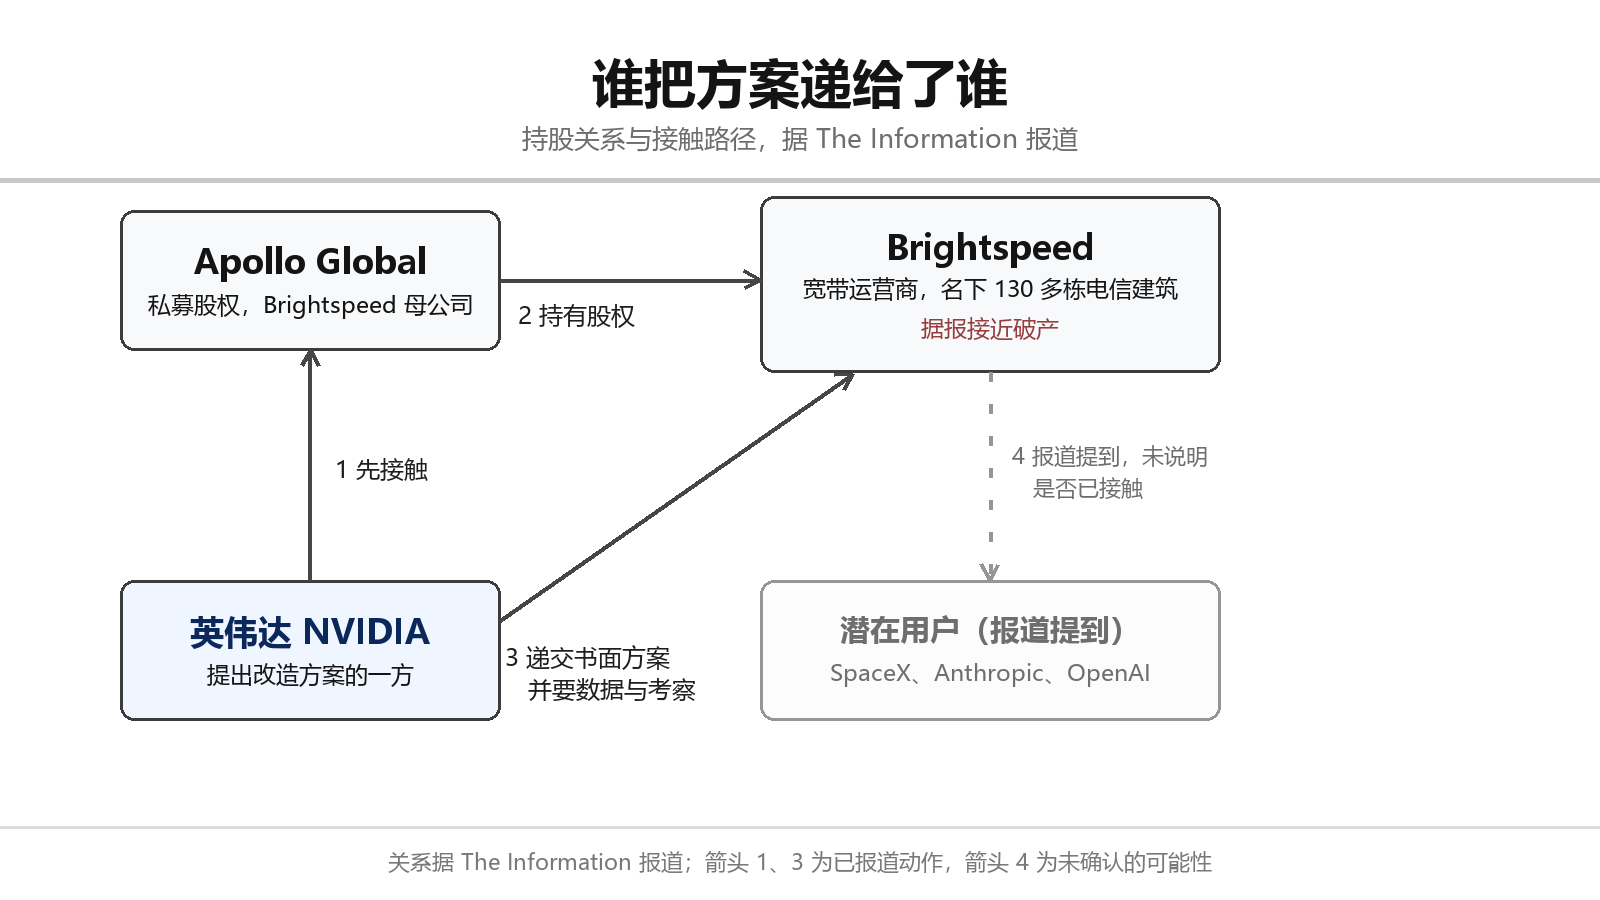 谁把方案递给了谁
持股关系与接触路径，据 The Information 报道
Apollo Global
私募股权，Brightspeed 母公司
2 持有股权
Brightspeed
宽带运营商，名下 130 多栋电信建筑
据报接近破产
1 先接触
4 报道提到，未说明
是否已接触
英伟达 NVIDIA
提出改造方案的一方
3 递交书面方案
并要数据与考察
潜在用户（报道提到）
SpaceX、Anthropic、OpenAI
关系据 The Information 报道；箭头 1、3 为已报道动作，箭头 4 为未确认的可能性